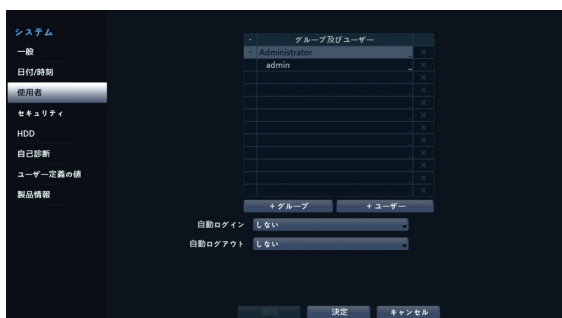 システム
一般
日付/時刻
使用者
セキュリティ
HDD
自己診断
ユーザー定義の値
製品情報
- グループ及びユーザー
- Administrator
admin
+ グループ + ユーザー
自動ログイン しない
自動ログアウト しない
決定 キャンセル